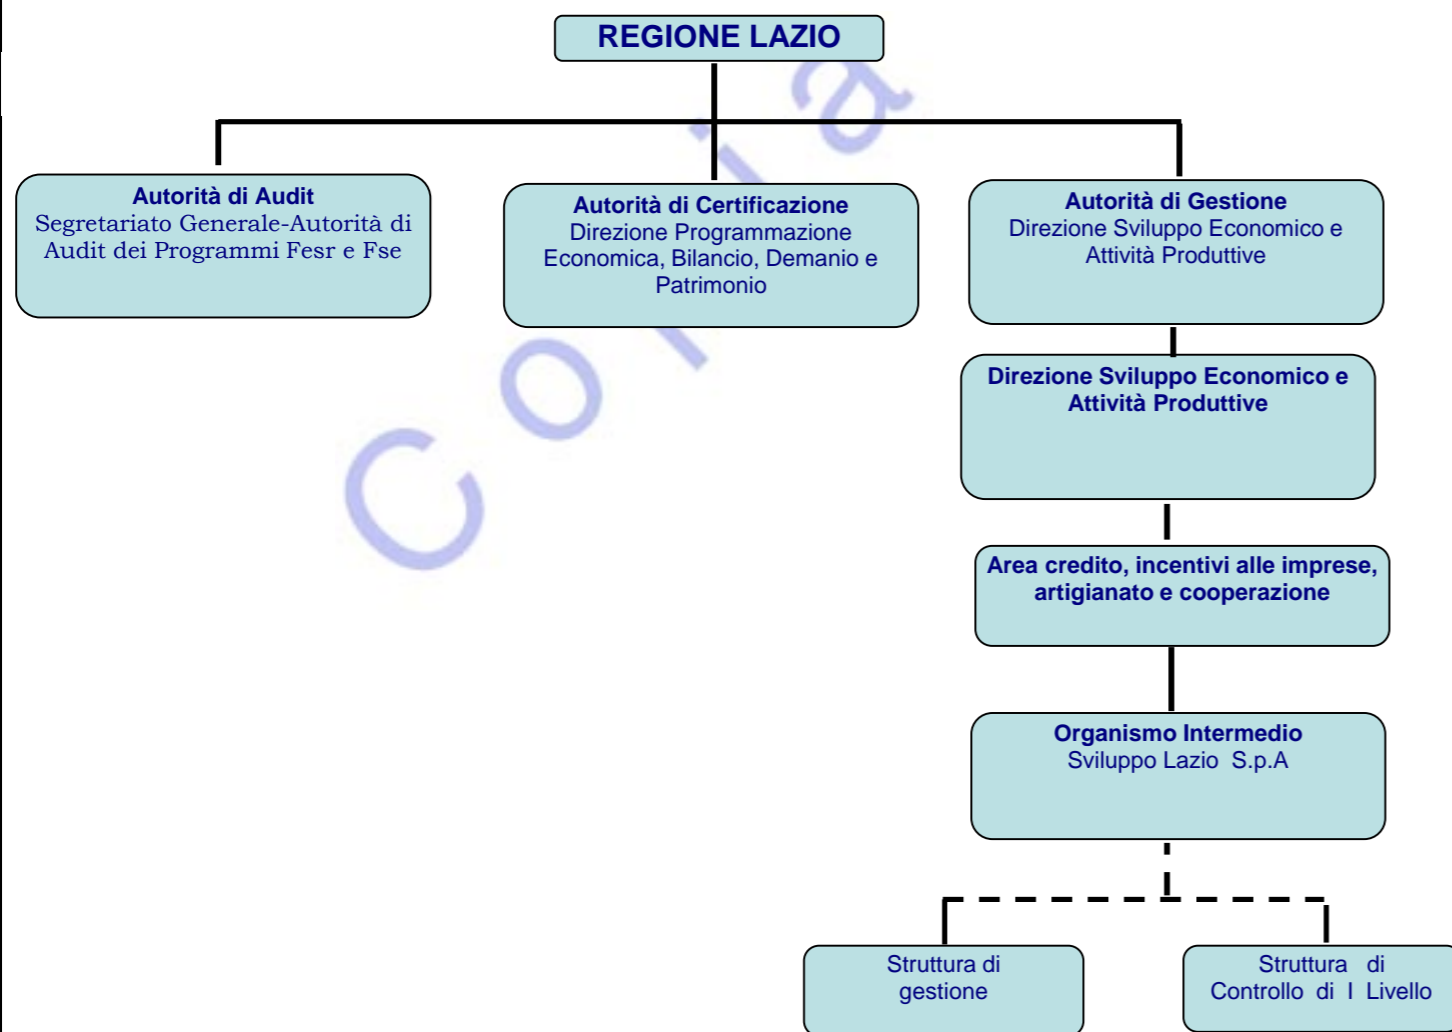 REGIONE LAZIO
Autorità di Audit
Segretariato Generale-Autorità di
Audit dei Programmi Fesr e Fse
Autorità di Certificazione
Direzione Programmazione
Economica, Bilancio, Demanio e
Patrimonio
Autorità di Gestione
Direzione Sviluppo Economico e
Attività Produttive
Direzione Sviluppo Economico e
Attività Produttive
Area credito, incentivi alle imprese,
artigianato e cooperazione
Organismo Intermedio
Sviluppo Lazio S.p.A
Struttura di
gestione
Struttura di
Controllo di I Livello
Copia